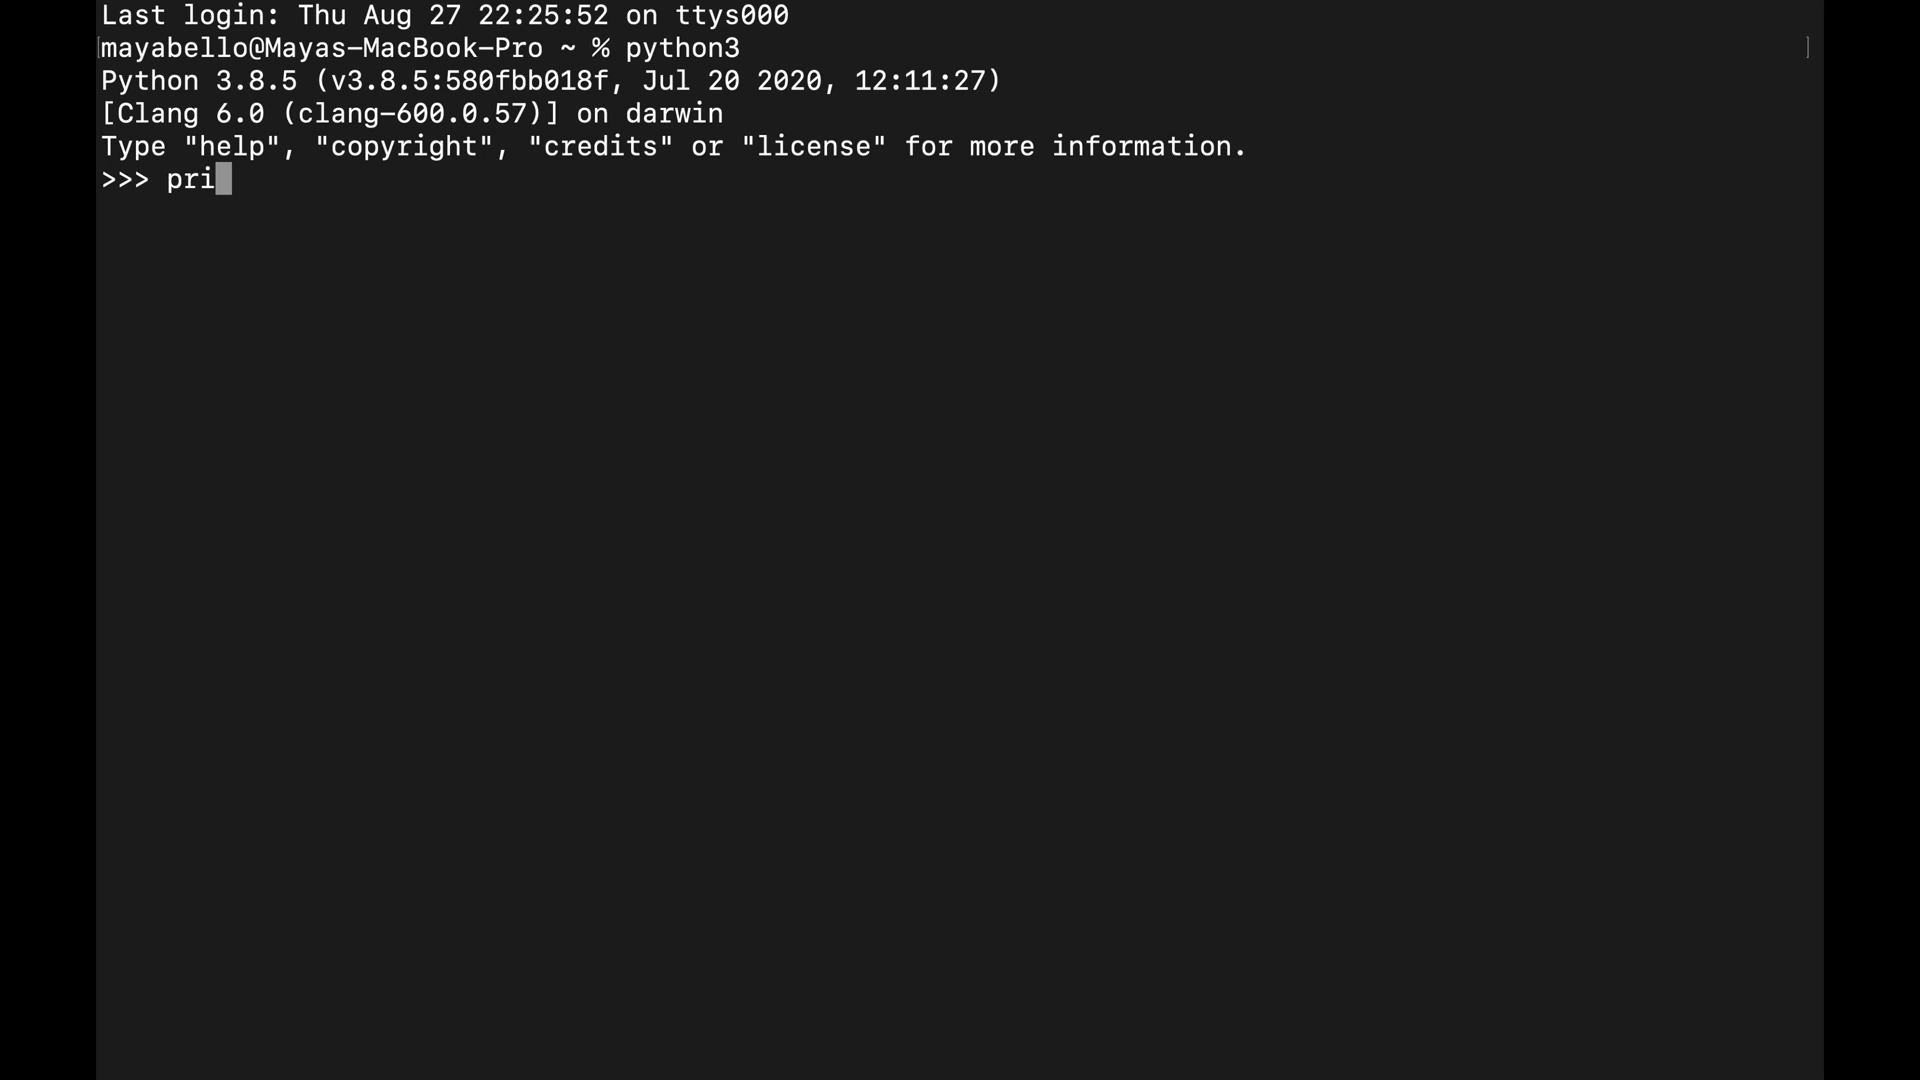 Last login: Thu Aug 27 22:25:52 on ttys000
[mayabello@Mayas-MacBook-Pro ~ % python3 ]
Python 3.8.5 (v3.8.5:580fbb018f, Jul 20 2020, 12:11:27)
[Clang 6.0 (clang-600.0.57)] on darwin
Type "help", "copyright", "credits" or "license" for more information.
>>> pri